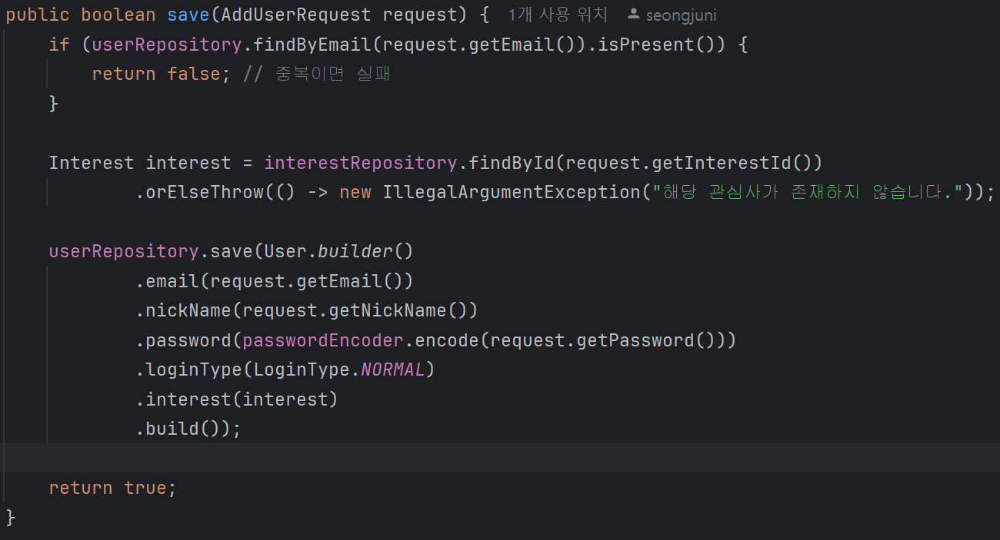 public boolean save(AddUserRequest request) { 1개 사용 위치 seongjuni
if (userRepository.findByEmail(request.getEmail()).isPresent()) {
return false; // 중복이면 실패
}
Interest interest = interestRepository.findById(request.getInterestId())
.orElseThrow(() -> new IllegalArgumentException("해당 관심사가 존재하지 않습니다."));
userRepository.save(User.builder()
.email(request.getEmail())
.nickName(request.getNickName())
.password(passwordEncoder.encode(request.getPassword()))
.loginType(LoginType.NORMAL)
.interest(interest)
.build());
return true;
}